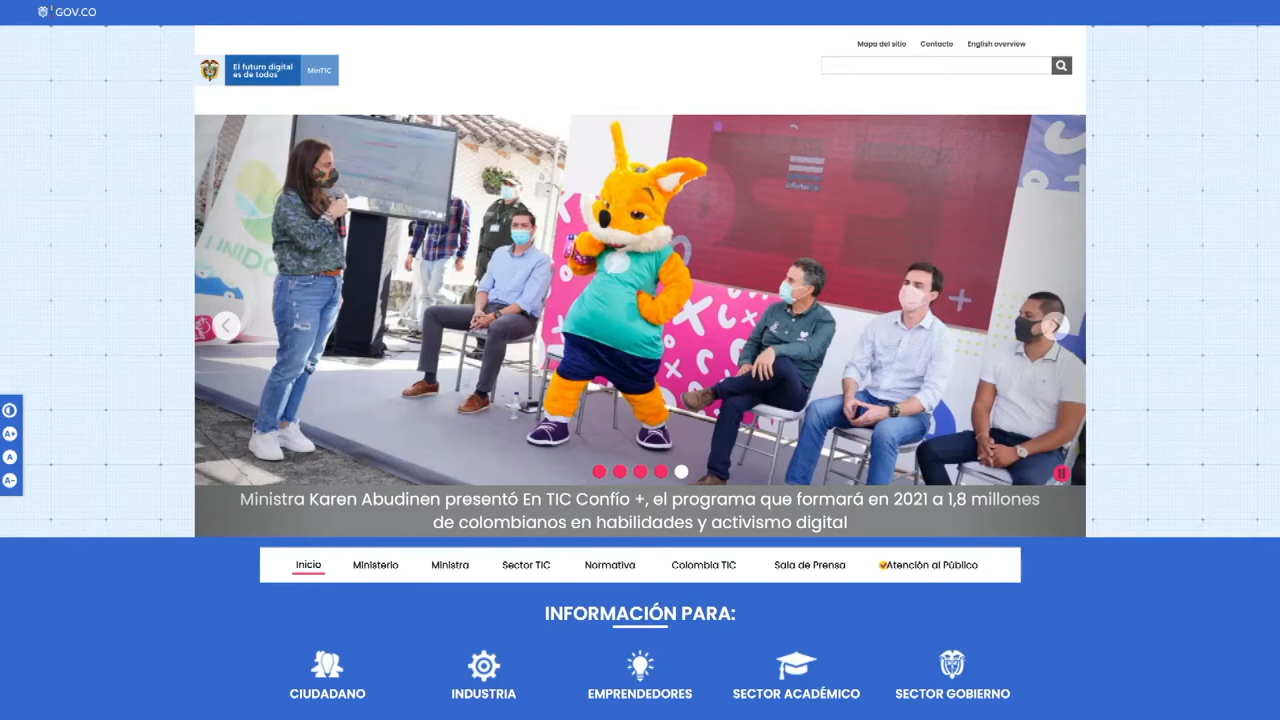 GOV.CO
Mapa del sitio Contacto English overview
El futuro digital
es de todos
MinTIC
UNIDO
Ministra Karen Abudinen presentó En TIC Confío +, el programa que formará en 2021 a 1,8 millones
de colombianos en habilidades y activismo digital
A+
A
A-
Inicio Ministerio Ministra Sector TIC Normativa Colombia TIC Sala de Prensa Atención al Público
INFORMACIÓN PARA:
CIUDADANO INDUSTRIA EMPRENDEDORES SECTOR ACADÉMICO SECTOR GOBIERNO